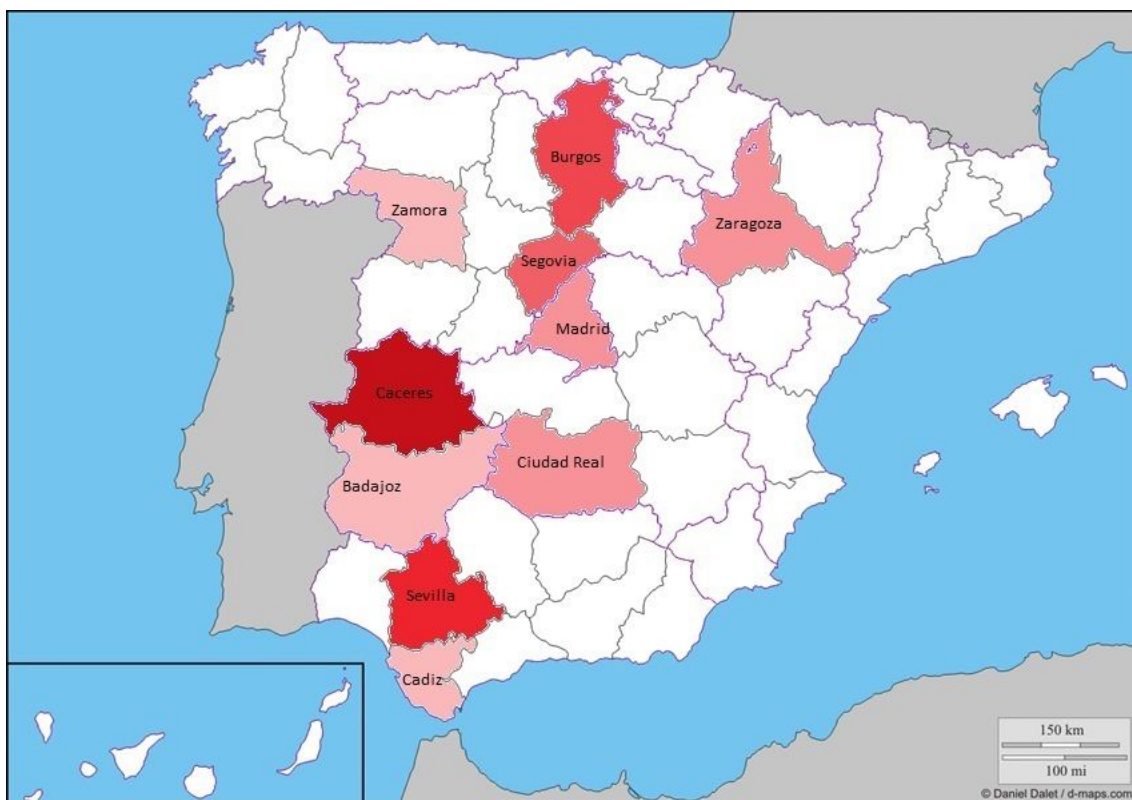 Burgos
Zamora
Zaragoza
Segovia
Madrid
Caceres
Ciudad Real
Badajoz
Sevilla
Cadiz
150 km
100 mi
© Daniel Dalet / d-maps.com